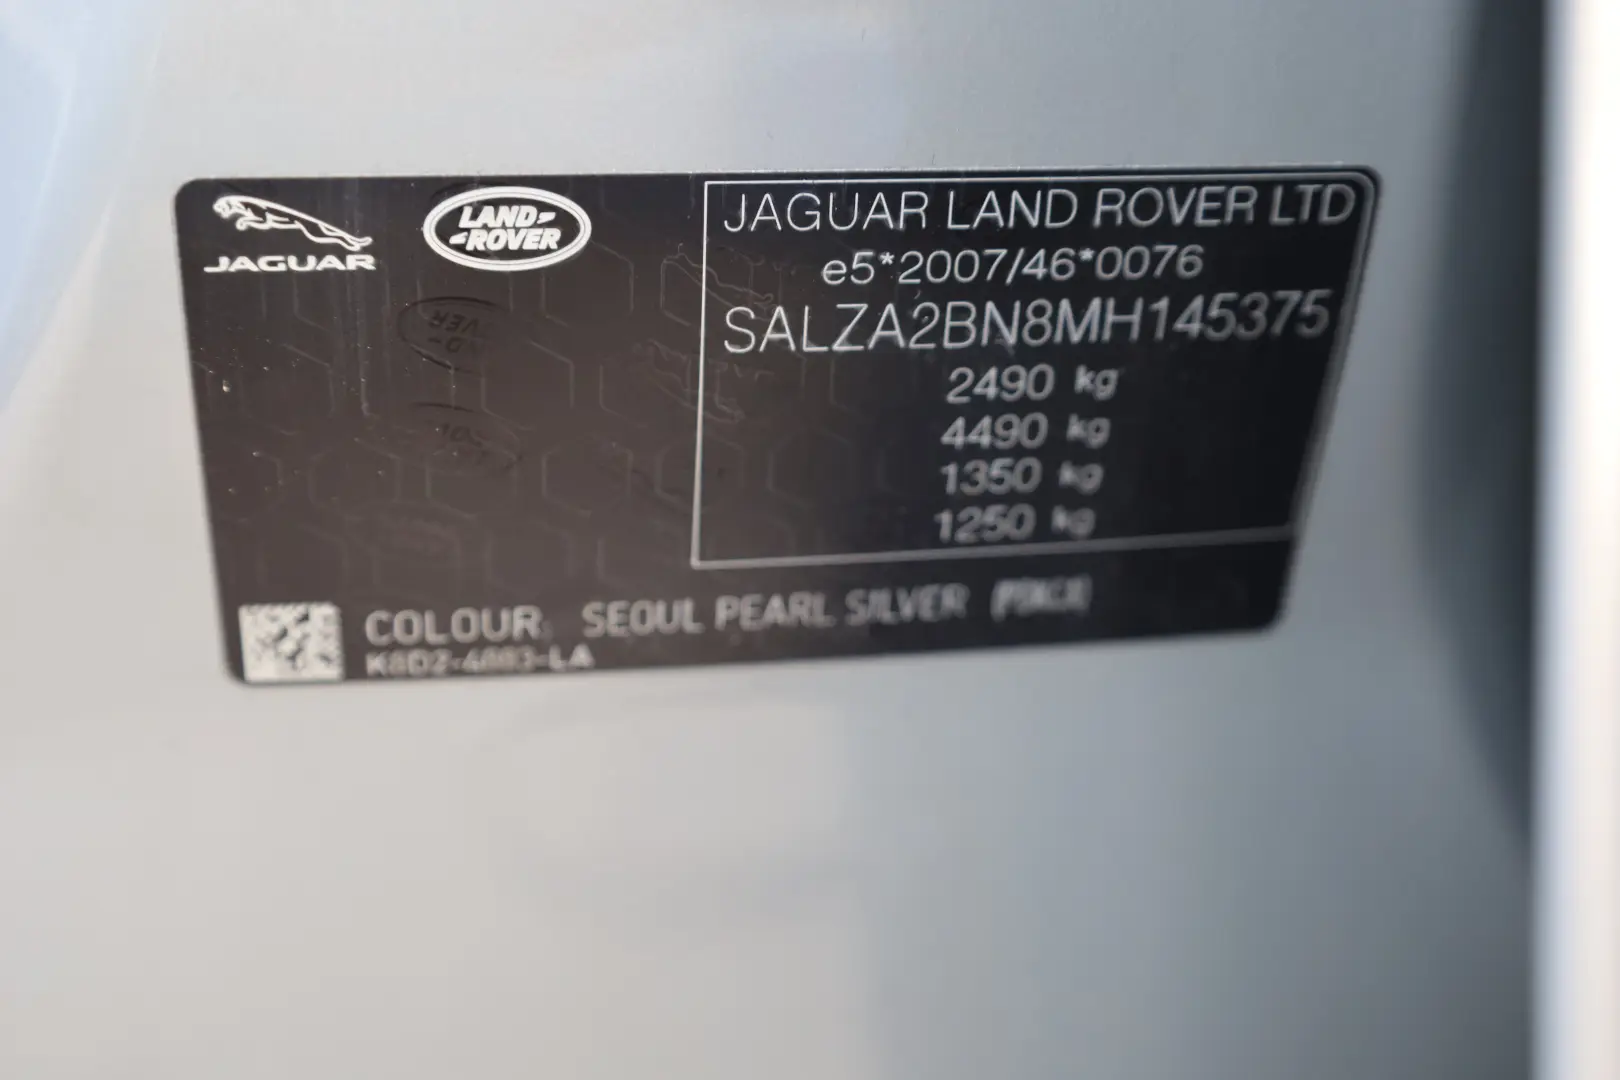 JAGUAR
LAND
ROVER
JAGUAR LAND ROVER LTD
e5*2007/46*0076
SALZA2BN8MH145375
2490 kg
4490 kg
1350 kg
1250 kg
COLOUR: SEOUL PEARL SILVER